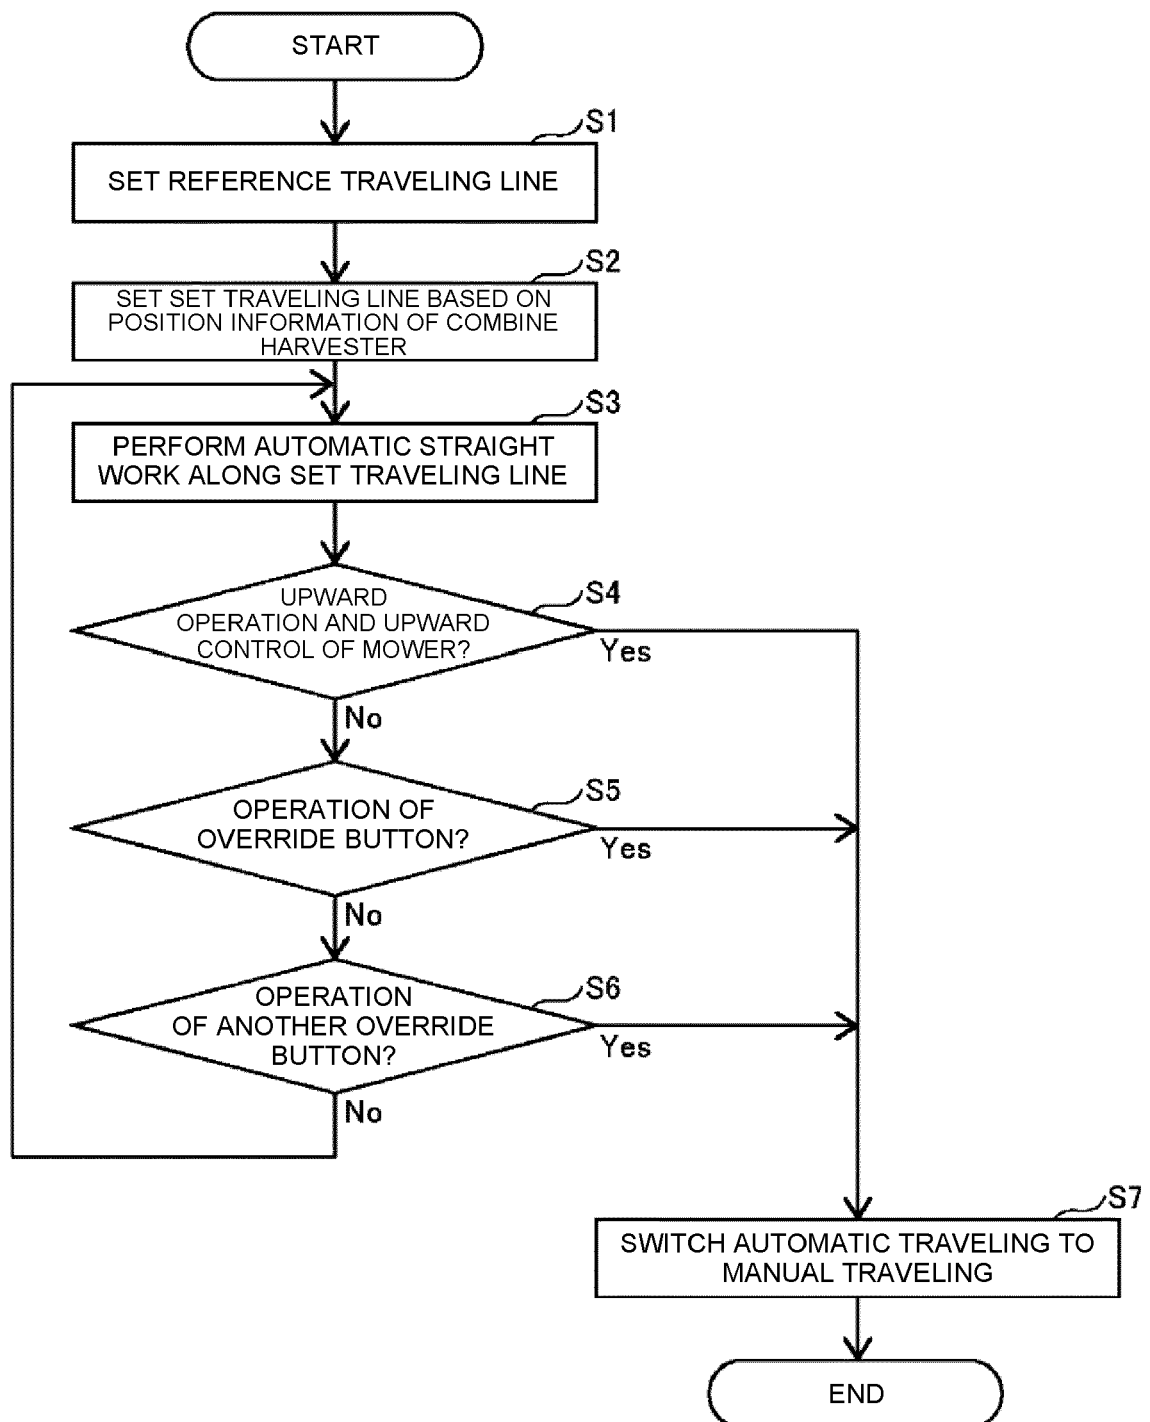 START
S1
SET REFERENCE TRAVELING LINE
S2
SET SET TRAVELING LINE BASED ON
POSITION INFORMATION OF COMBINE
HARVESTER
S3
PERFORM AUTOMATIC STRAIGHT
WORK ALONG SET TRAVELING LINE
S4
UPWARD
OPERATION AND UPWARD
CONTROL OF MOWER?
Yes
No
S5
OPERATION OF
OVERRIDE BUTTON?
Yes
No
S6
OPERATION
OF ANOTHER OVERRIDE
BUTTON?
Yes
No
S7
SWITCH AUTOMATIC TRAVELING TO
MANUAL TRAVELING
END